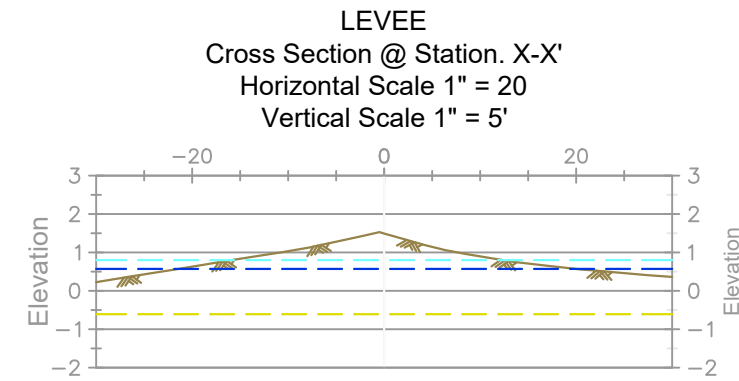 LEVEE
Cross Section @ Station. X-X'
Horizontal Scale 1" = 20
Vertical Scale 1" = 5'
−20 0 20
3 3
2 2
1 1
0 0
−1 −1
−2 −2
Elevation
Elevation